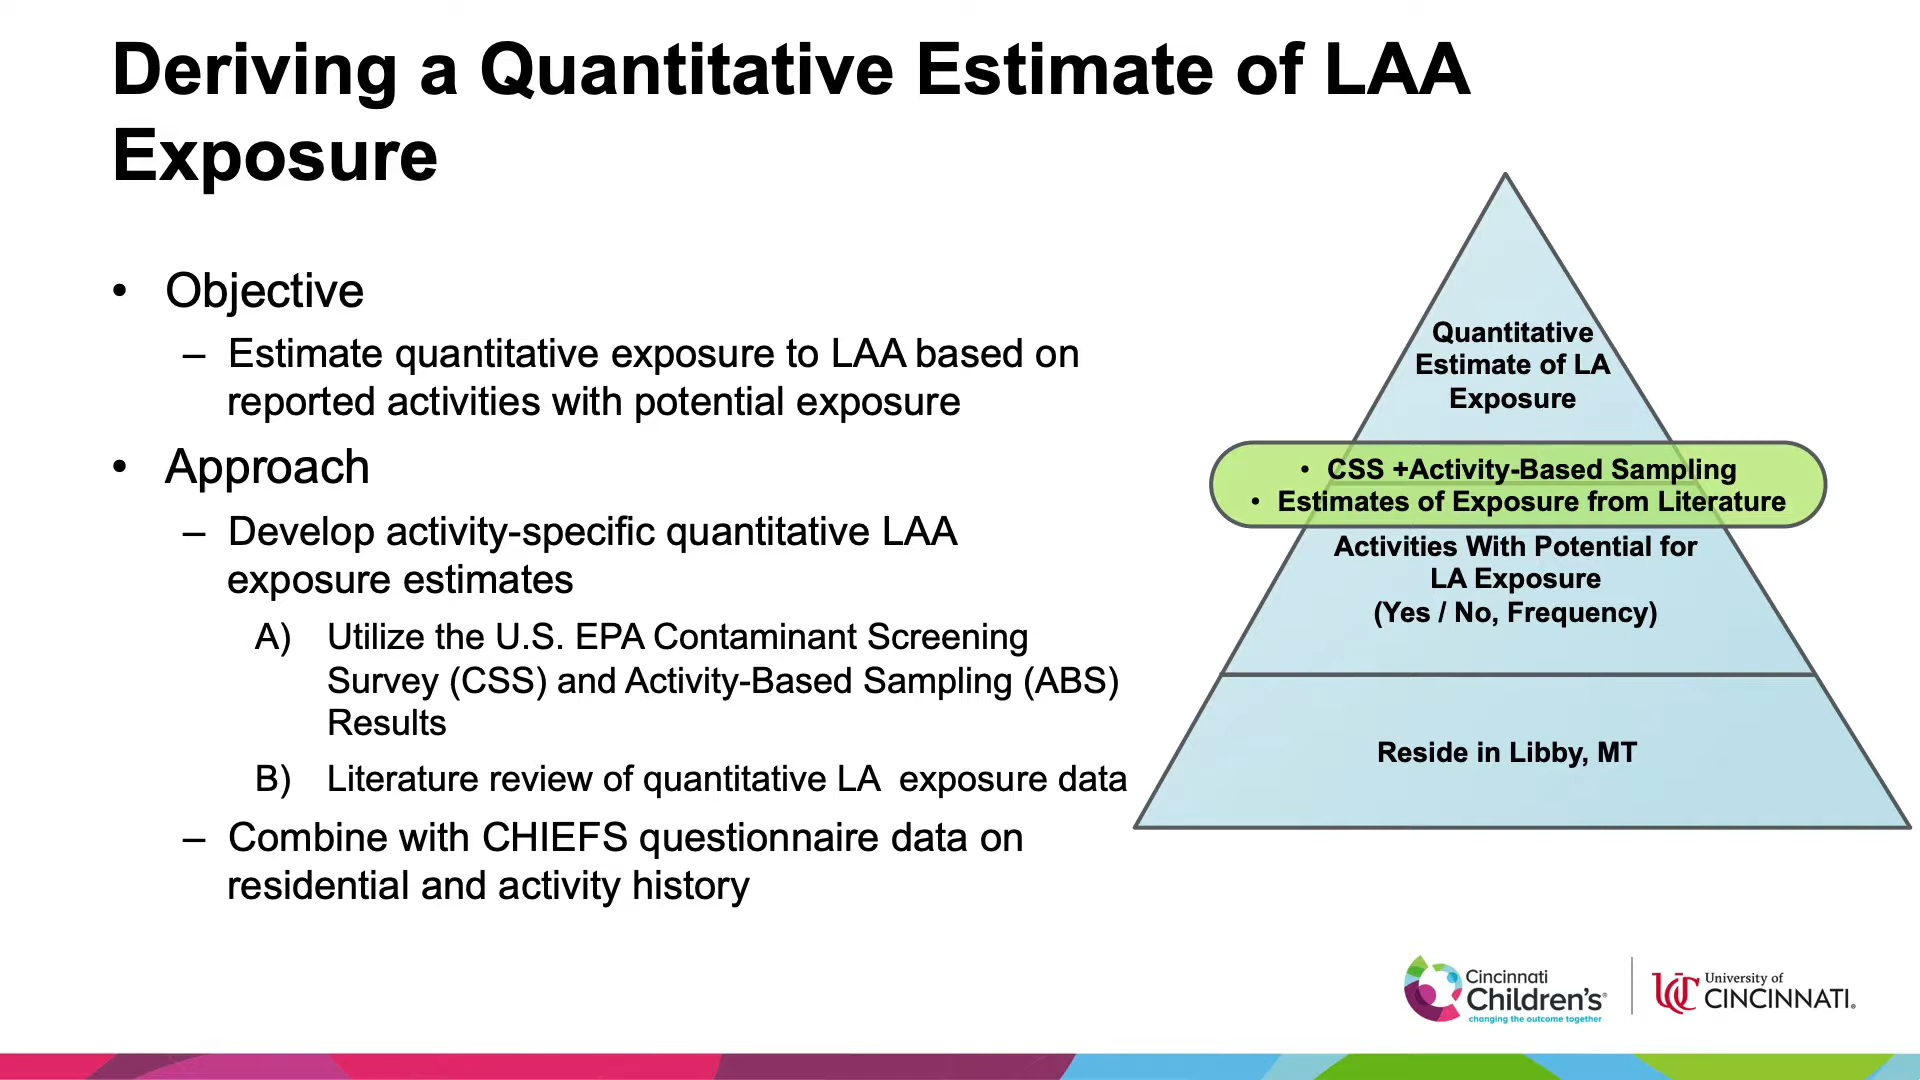 Deriving a Quantitative Estimate of LAA
Exposure
• Objective
– Estimate quantitative exposure to LAA based on
reported activities with potential exposure
• Approach
– Develop activity-specific quantitative LAA
exposure estimates
A) Utilize the U.S. EPA Contaminant Screening
Survey (CSS) and Activity-Based Sampling (ABS)
Results
B) Literature review of quantitative LA exposure data
– Combine with CHIEFS questionnaire data on
residential and activity history
Quantitative
Estimate of LA
Exposure
• CSS +Activity-Based Sampling
• Estimates of Exposure from Literature
Activities With Potential for
LA Exposure
(Yes / No, Frequency)
Reside in Libby, MT
Cincinnati
Children's®
changing the outcome together
UC
University of
CINCINNATI®